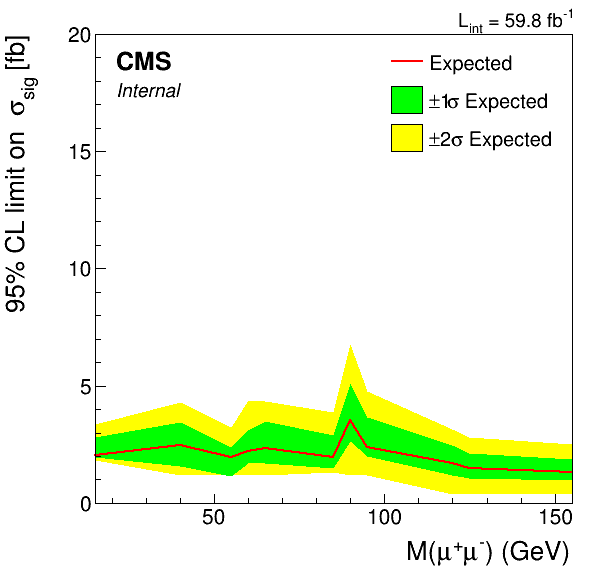 L_int = 59.8 fb^-1
20
CMS
Internal
Expected
±1σ Expected
±2σ Expected
95% CL limit on σ_sig [fb]
15
10
5
0
50
100
150
M(μ⁺μ⁻) (GeV)